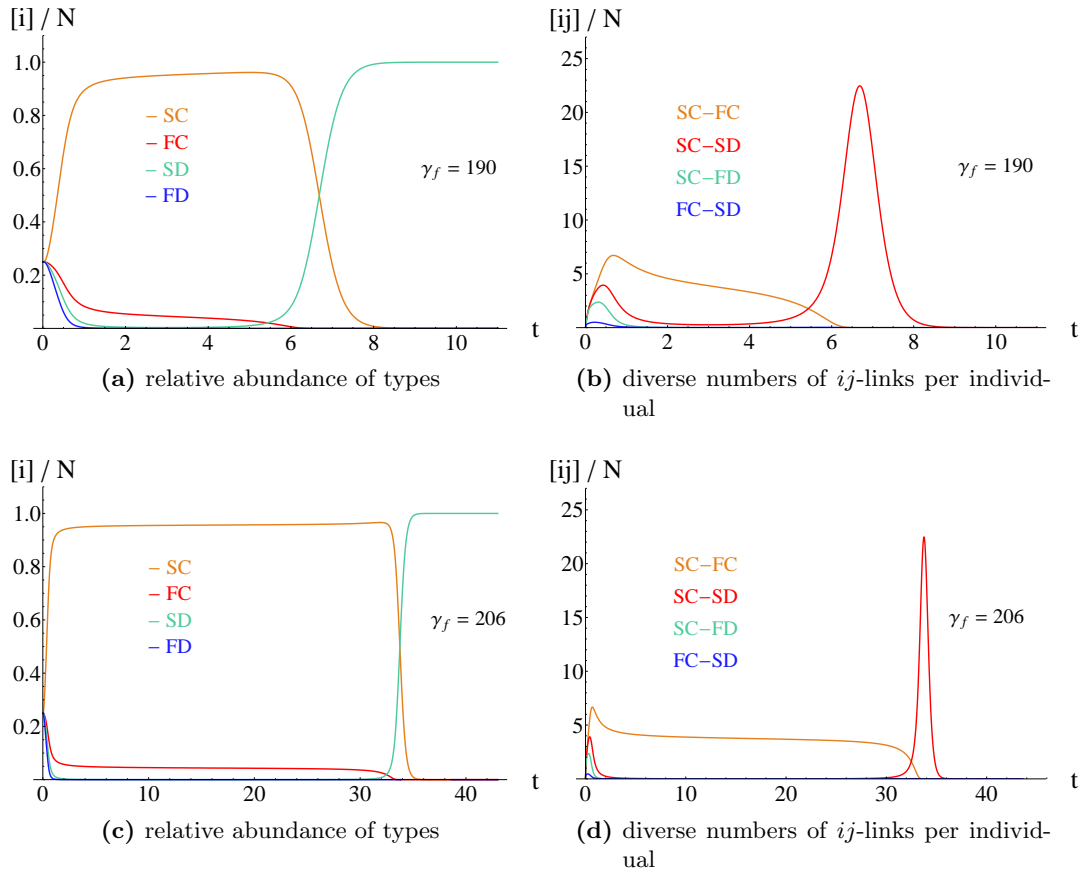 [i] / N
1.0
0.8
0.6
0.4
0.2
0 2 4 6 8 10 t
– SC
– FC
– SD
– FD
γf = 190
(a) relative abundance of types
[ij] / N
25
20
15
10
5
0 2 4 6 8 10 t
SC–FC
SC–SD
SC–FD
FC–SD
γf = 190
(b) diverse numbers of ij-links per individ-
ual
[i] / N
1.0
0.8
0.6
0.4
0.2
0 10 20 30 40 t
– SC
– FC
– SD
– FD
γf = 206
(c) relative abundance of types
[ij] / N
25
20
15
10
5
0 10 20 30 40 t
SC–FC
SC–SD
SC–FD
FC–SD
γf = 206
(d) diverse numbers of ij-links per individ-
ual